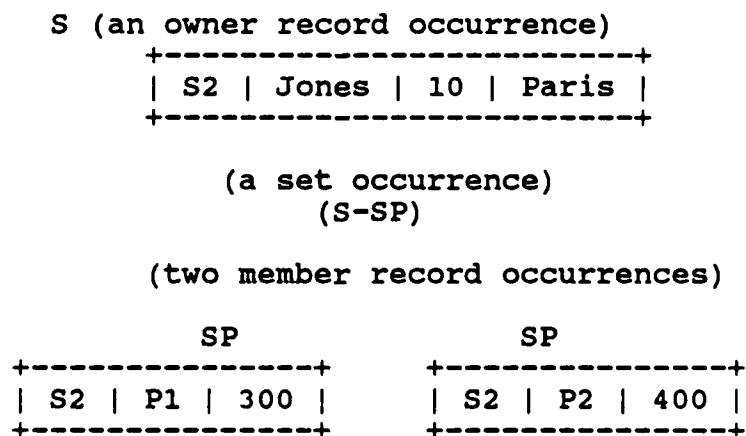 S (an owner record occurrence)
+----------------------------+
| S2 | Jones | 10 | Paris |
+----------------------------+
(a set occurrence)
(S-SP)
(two member record occurrences)
SP SP
+---------------+ +---------------+
| S2 | P1 | 300 | | S2 | P2 | 400 |
+---------------+ +---------------+